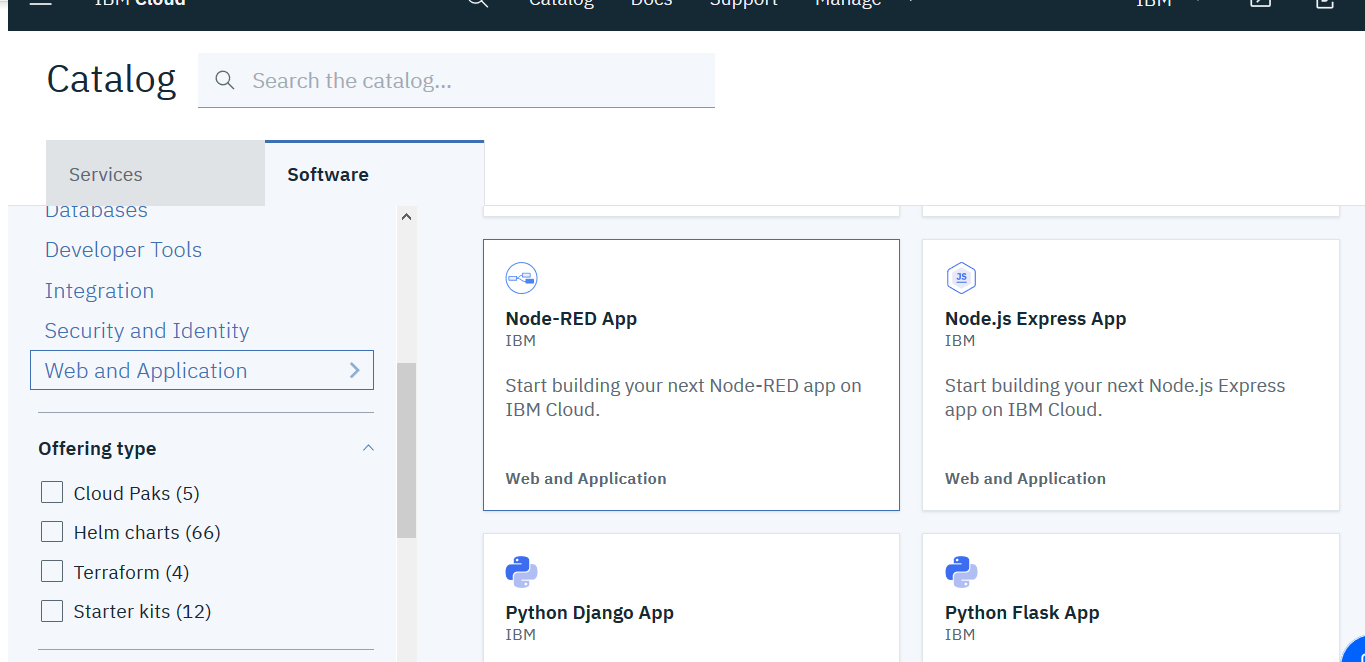 IBM Cloud
Catalog Docs Support Manage IBM
Catalog
Search the catalog...
Services
Software
Databases
Developer Tools
Integration
Security and Identity
Web and Application
Offering type
Cloud Paks (5)
Helm charts (66)
Terraform (4)
Starter kits (12)
Node-RED App
IBM
Start building your next Node-RED app on
IBM Cloud.
Web and Application
JS
Node.js Express App
IBM
Start building your next Node.js Express
app on IBM Cloud.
Web and Application
Python Django App
IBM
Python Flask App
IBM